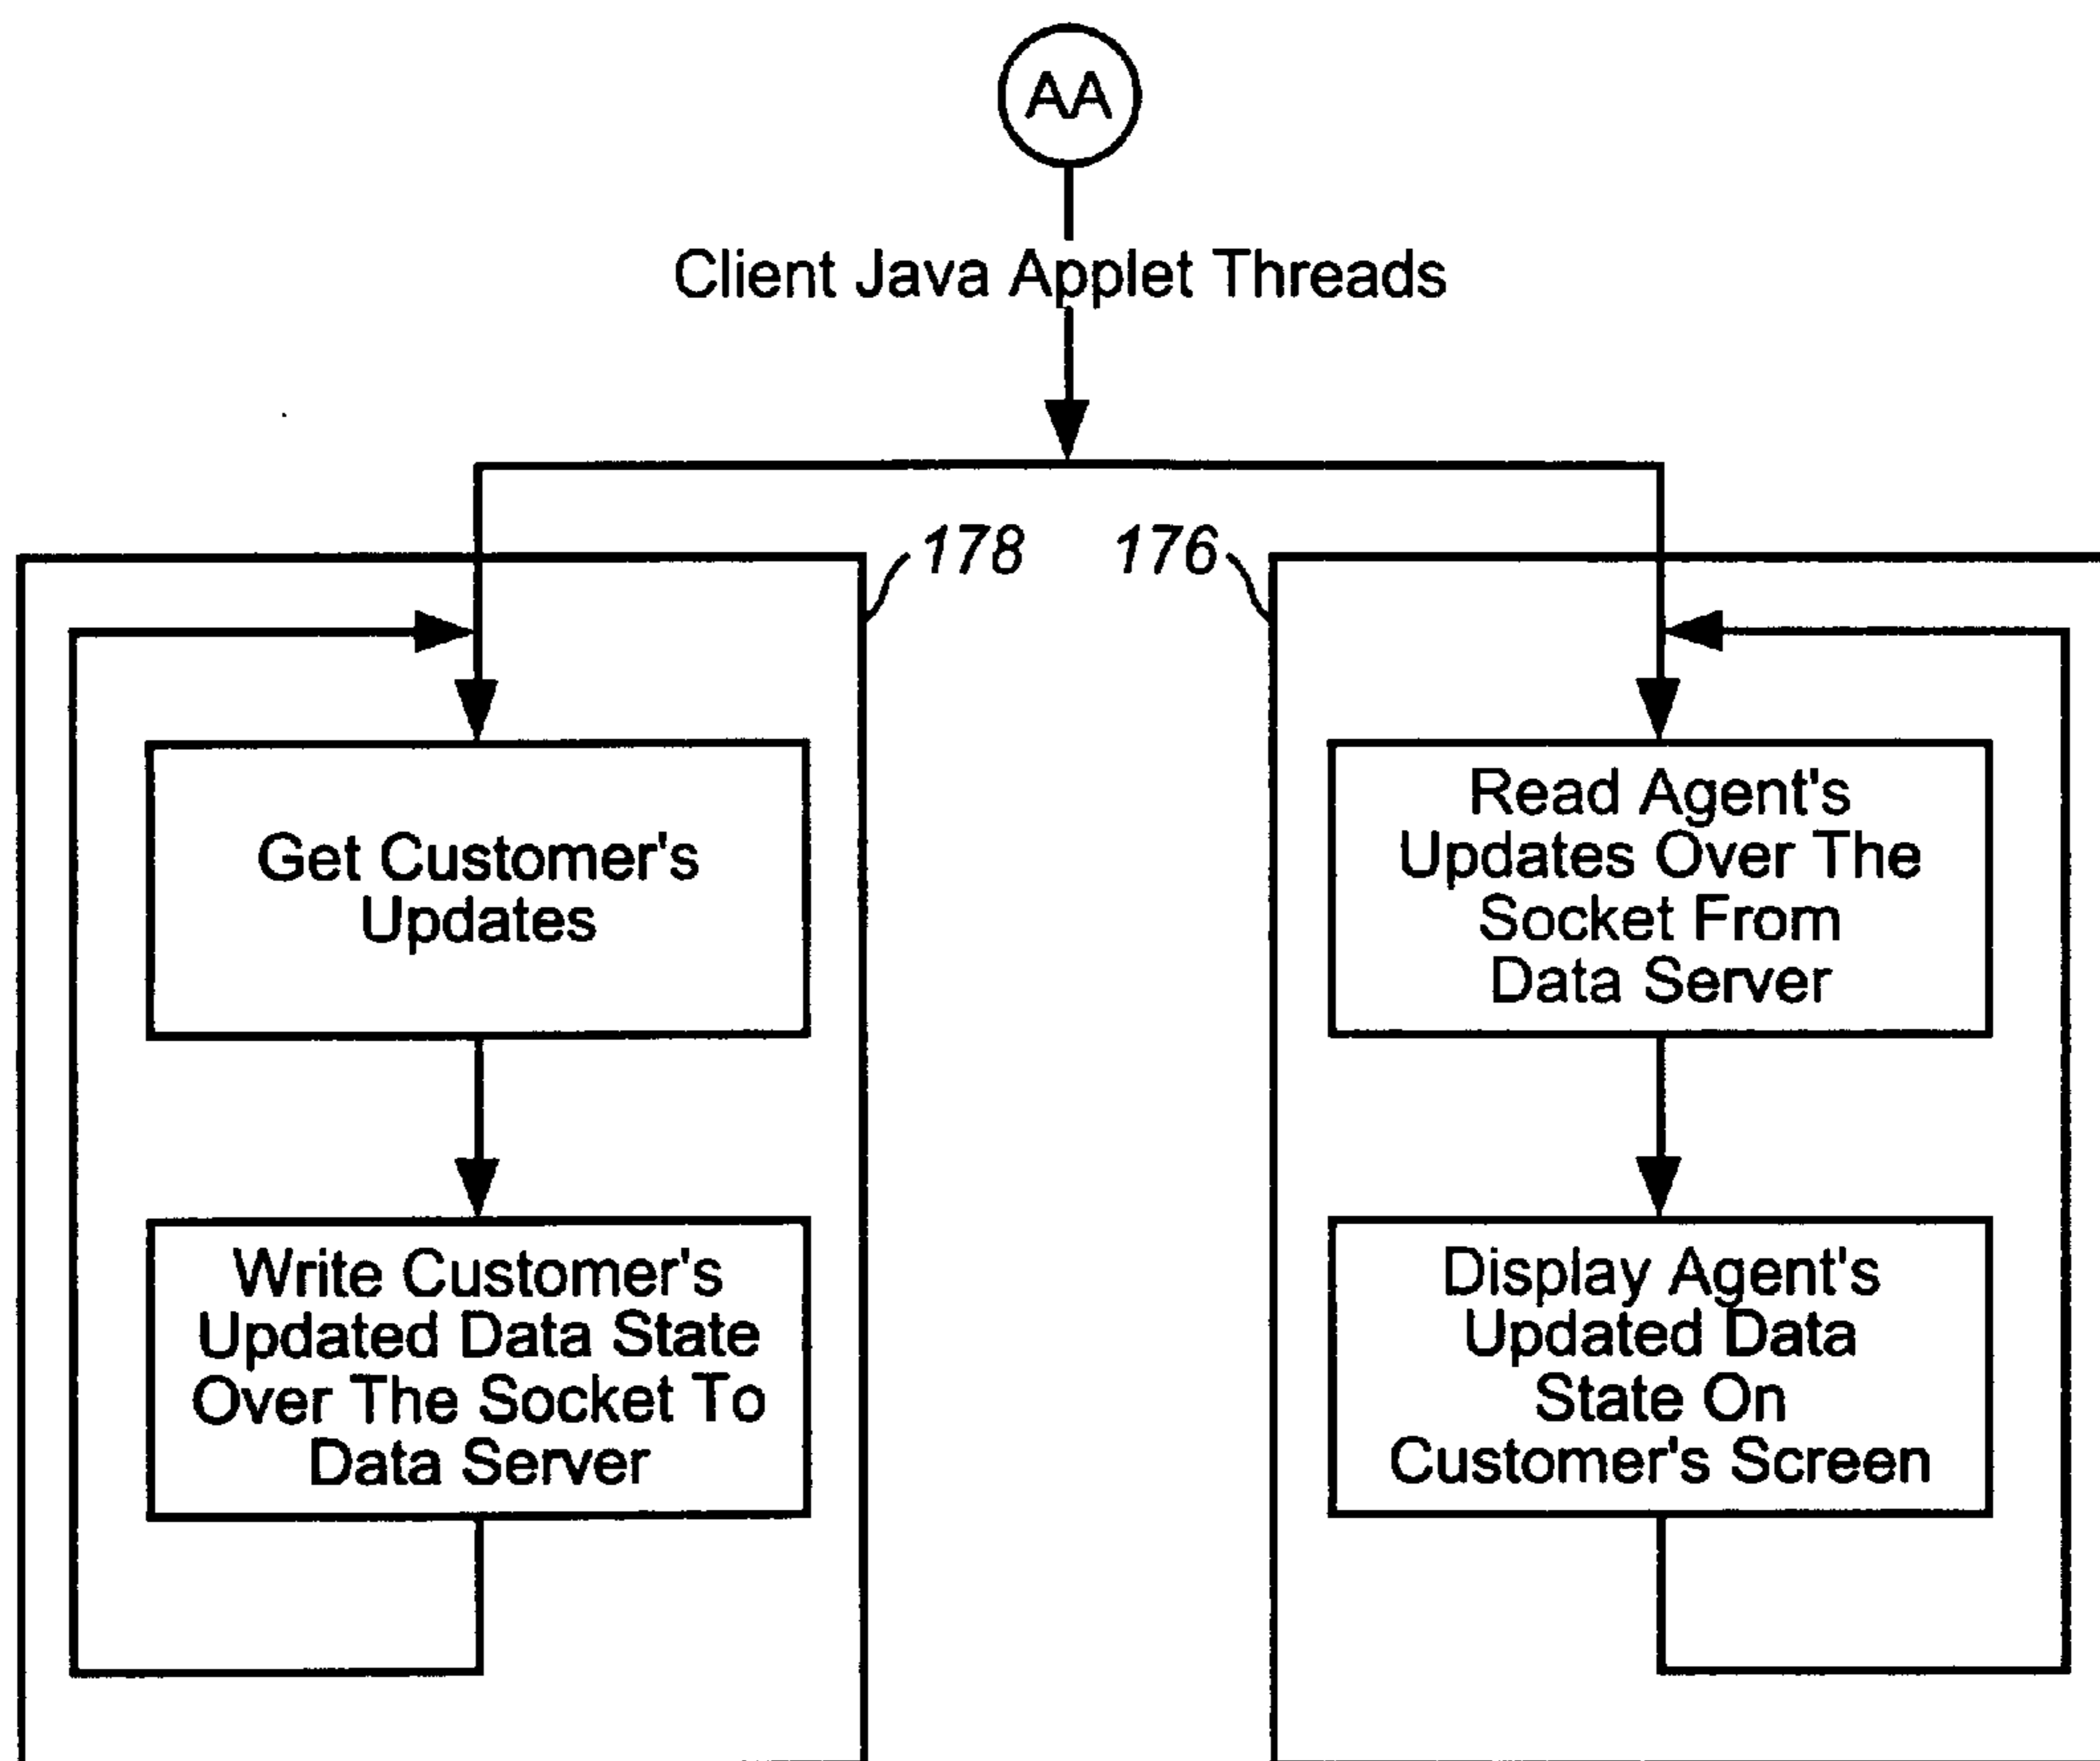 AA
Client Java Applet Threads
178
176
Get Customer's
Updates
Write Customer's
Updated Data State
Over The Socket To
Data Server
Read Agent's
Updates Over The
Socket From
Data Server
Display Agent's
Updated Data
State On
Customer's Screen